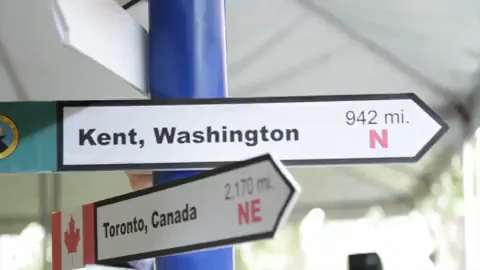 Kent, Washington
942 mi.
N
Toronto, Canada
2,170 mi.
NE